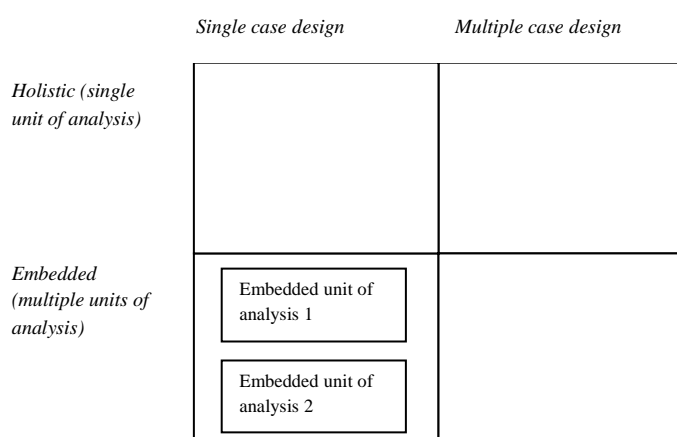 Single case design
Multiple case design
Holistic (single
unit of analysis)
Embedded
(multiple units of
analysis)
Embedded unit of
analysis 1
Embedded unit of
analysis 2